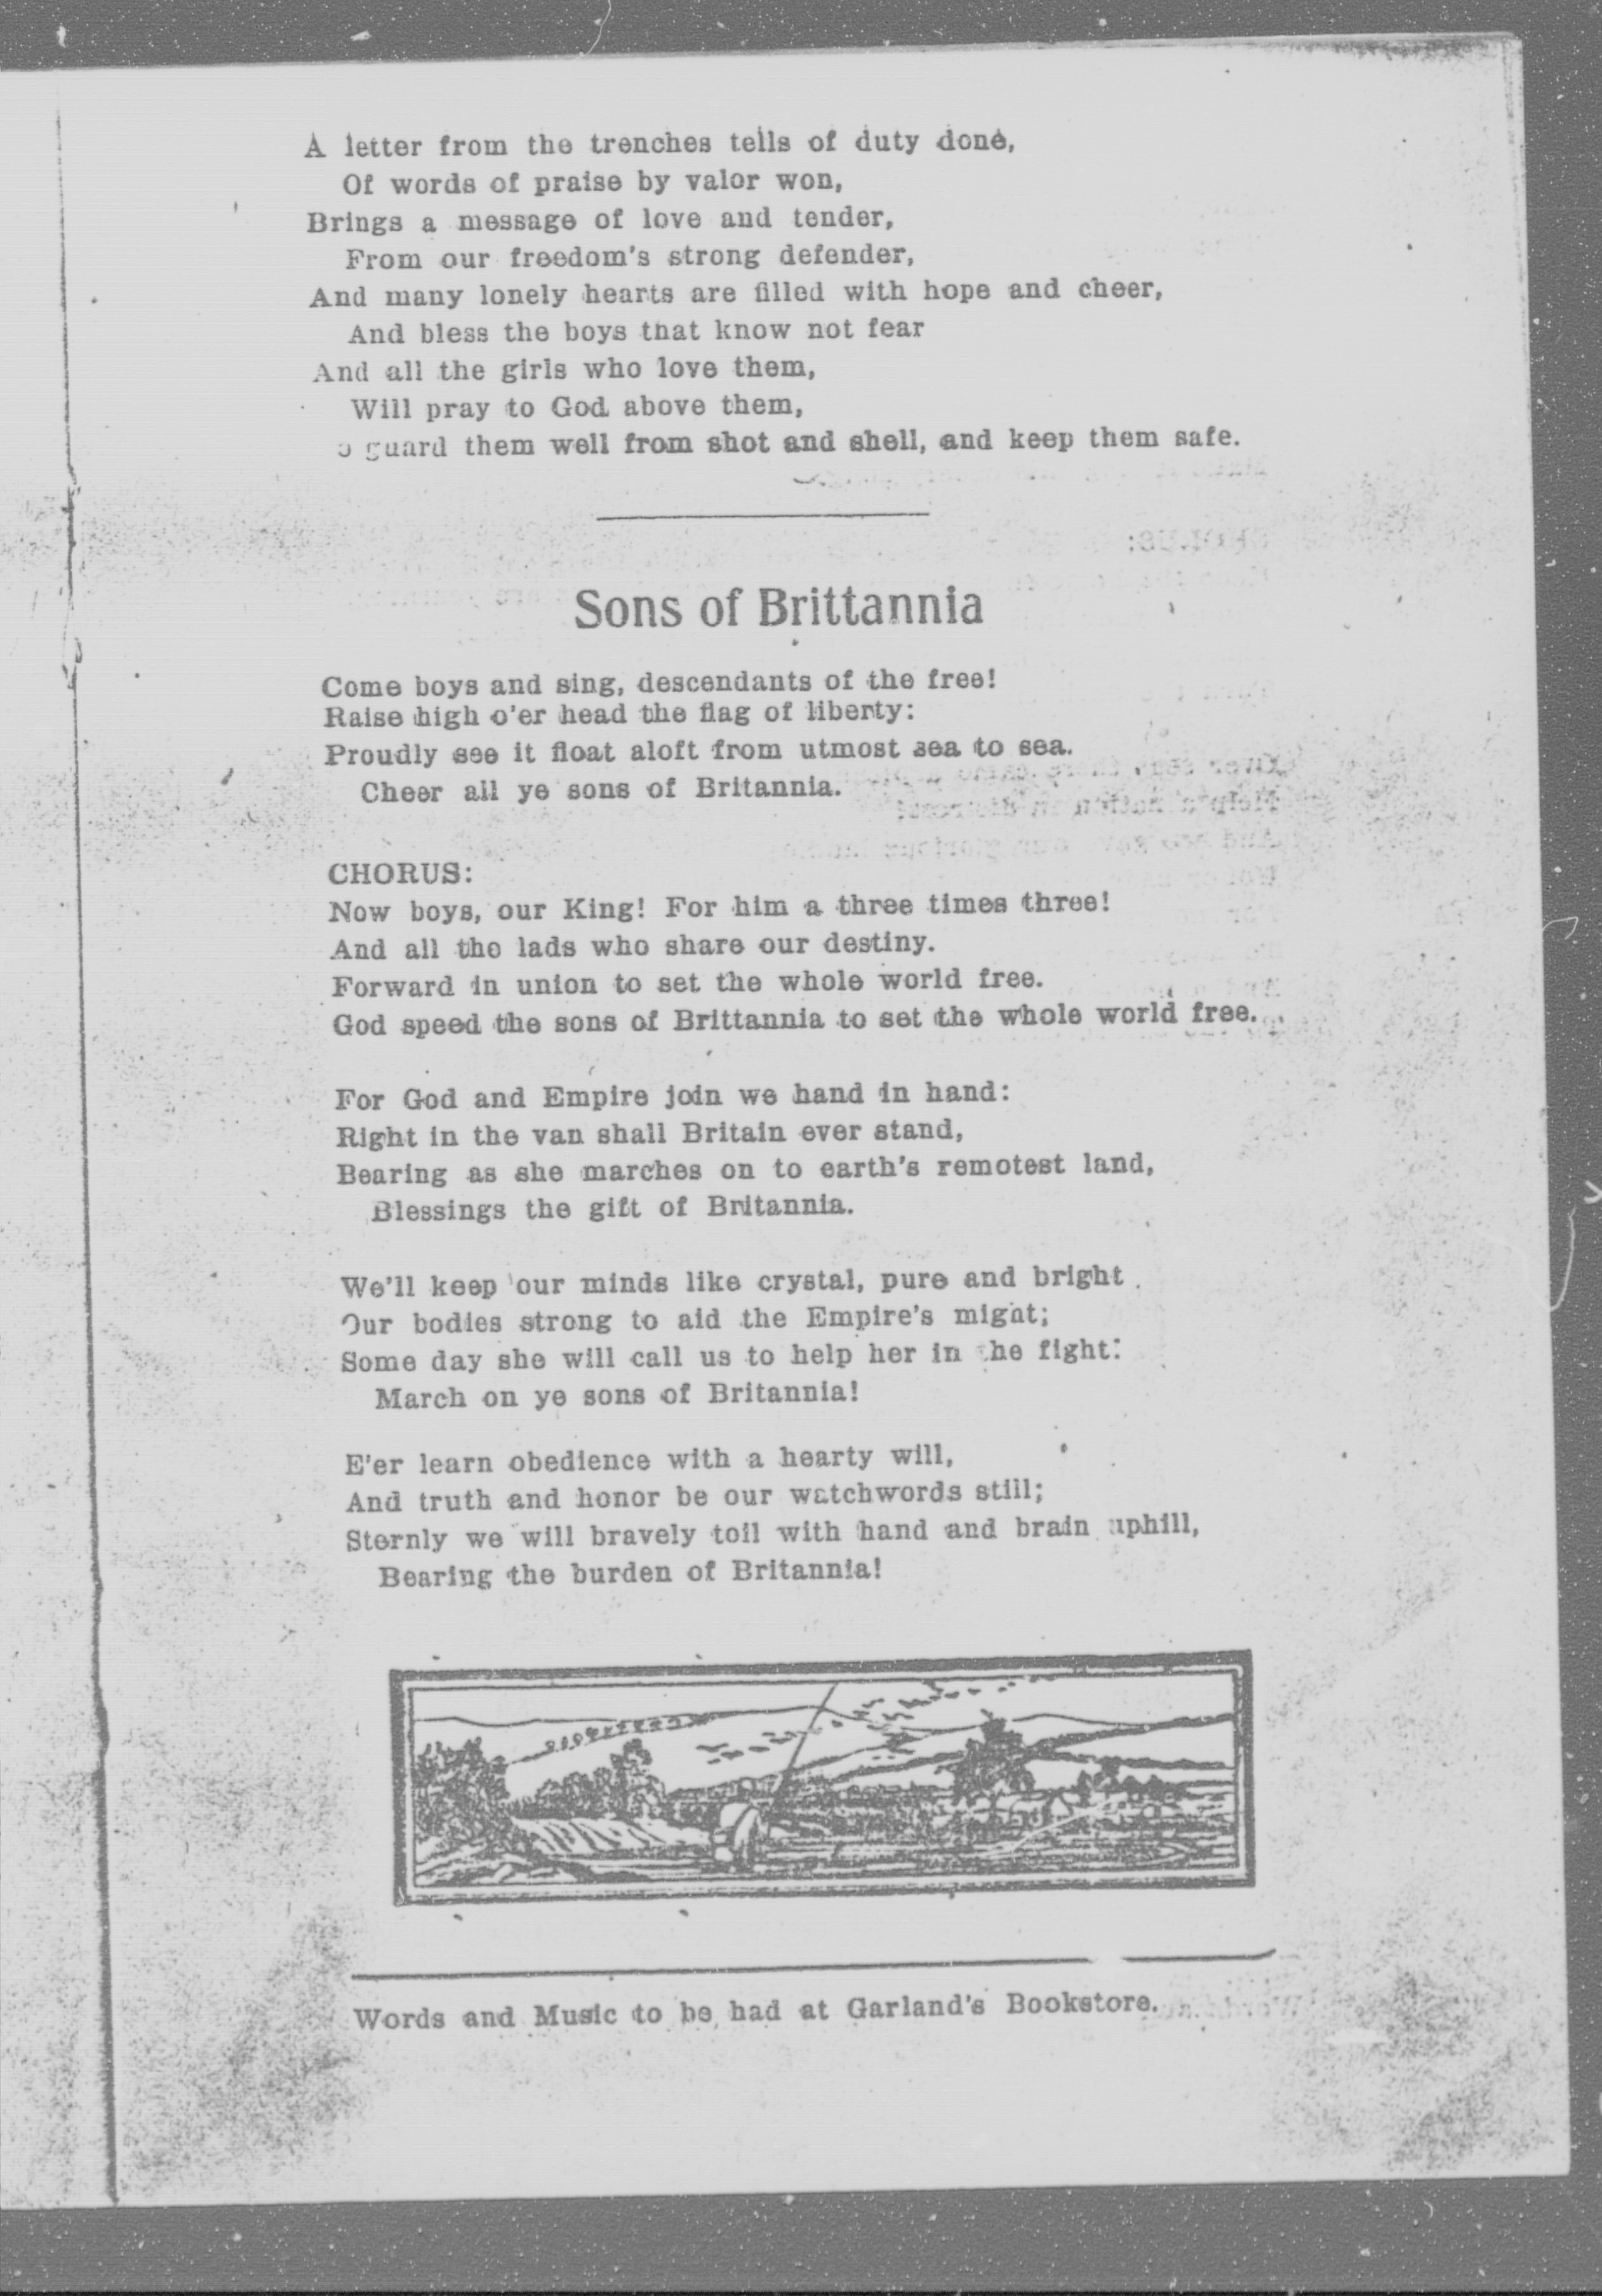 A letter from the trenches tells of duty done,
Of words of praise by valor won,
Brings a message of love and tender,
From our freedom's strong defender,
And many lonely hearts are filled with hope and cheer,
And bless the boys that know not fear
And all the girls who love them,
Will pray to God above them,
guard them well from shot and shell, and keep them safe.
Sons of Brittannia
Come boys and sing, descendants of the free!
Raise high o'er head the flag of liberty:
Proudly see it float aloft from utmost sea to sea.
Cheer all ye sons of Britannia.
CHORUS:
Now boys, our King! For him a three times three!
And all the lads who share our destiny.
Forward in union to set the whole world free.
God speed the sons of Brittannia to set the whole world free.
For God and Empire join we hand in hand:
Right in the van shall Britain ever stand,
Bearing as she marches on to earth's remotest land,
Blessings the gift of Britannia.
We'll keep our minds like crystal, pure and bright
Our bodies strong to aid the Empire's might;
Some day she will call us to help her in the fight:
March on ye sons of Britannia!
E'er learn obedience with a hearty will,
And truth and honor be our watchwords still;
Sternly we will bravely toil with hand and brain uphill,
Bearing the burden of Britannia!
Words and Music to be had at Garland's Bookstore.